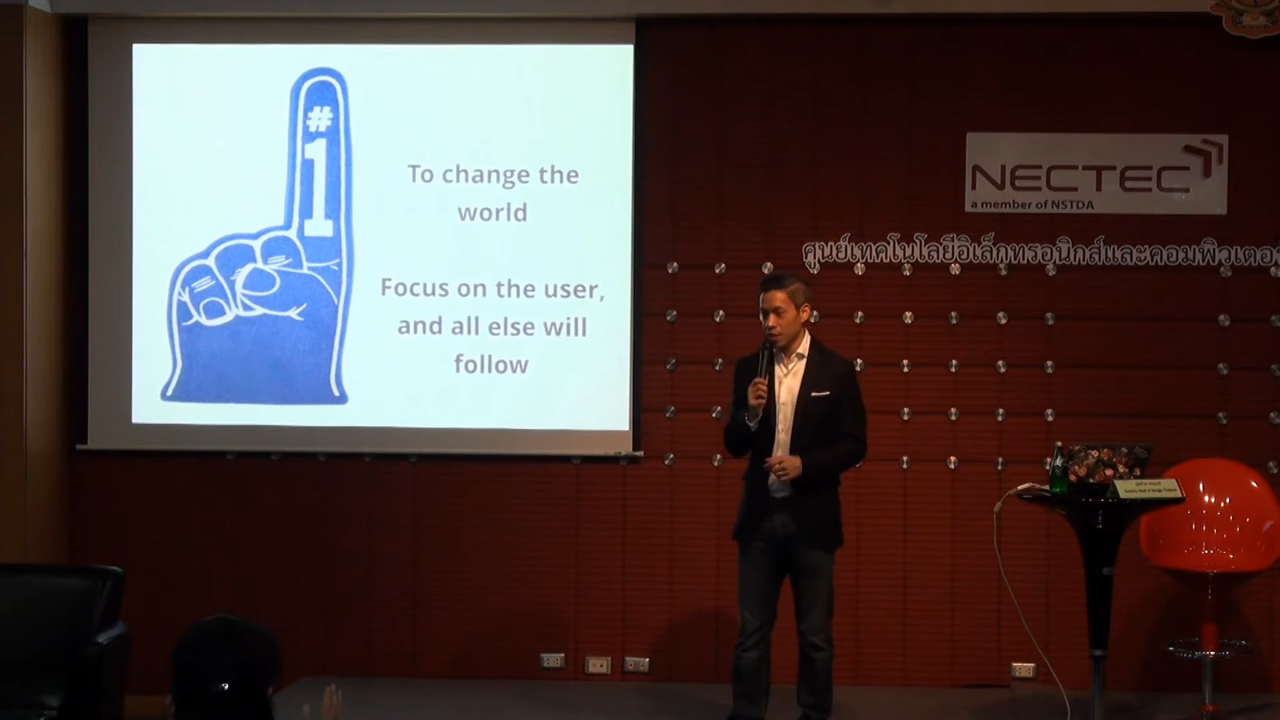 #1
To change the
world
Focus on the user,
and all else will
follow
NECTEC
a member of NSTDA
ศูนย์เทคโนโลยีอิเล็กทรอนิกส์และคอมพิวเตอร์